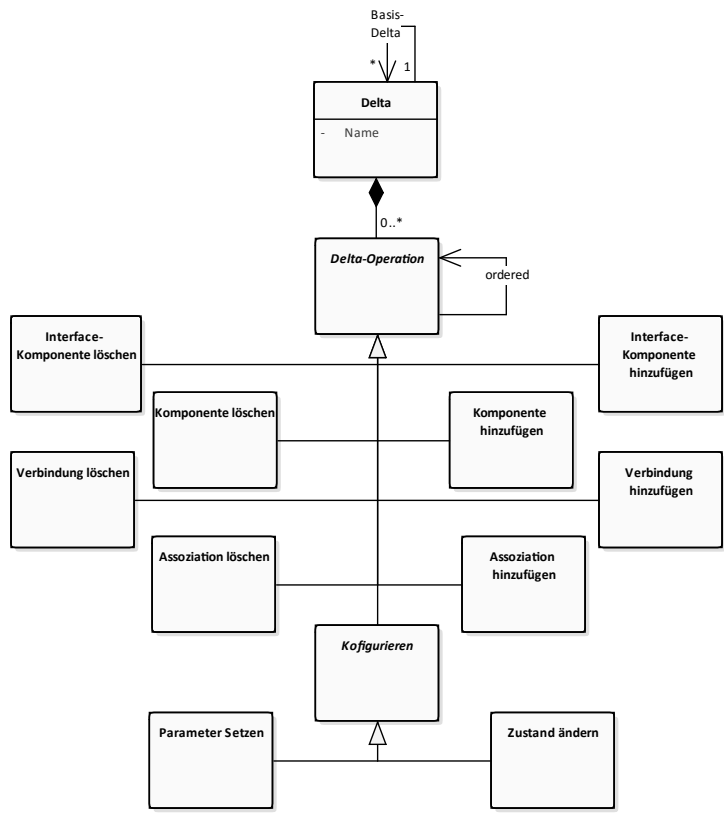 Basis-
Delta
* 1
Delta
- Name
0..*
Delta-Operation
ordered
Interface-
Komponente löschen
Interface-
Komponente
hinzufügen
Komponente löschen
Komponente
hinzufügen
Verbindung löschen
Verbindung
hinzufügen
Assoziation löschen
Assoziation
hinzufügen
Kofigurieren
Parameter Setzen
Zustand ändern